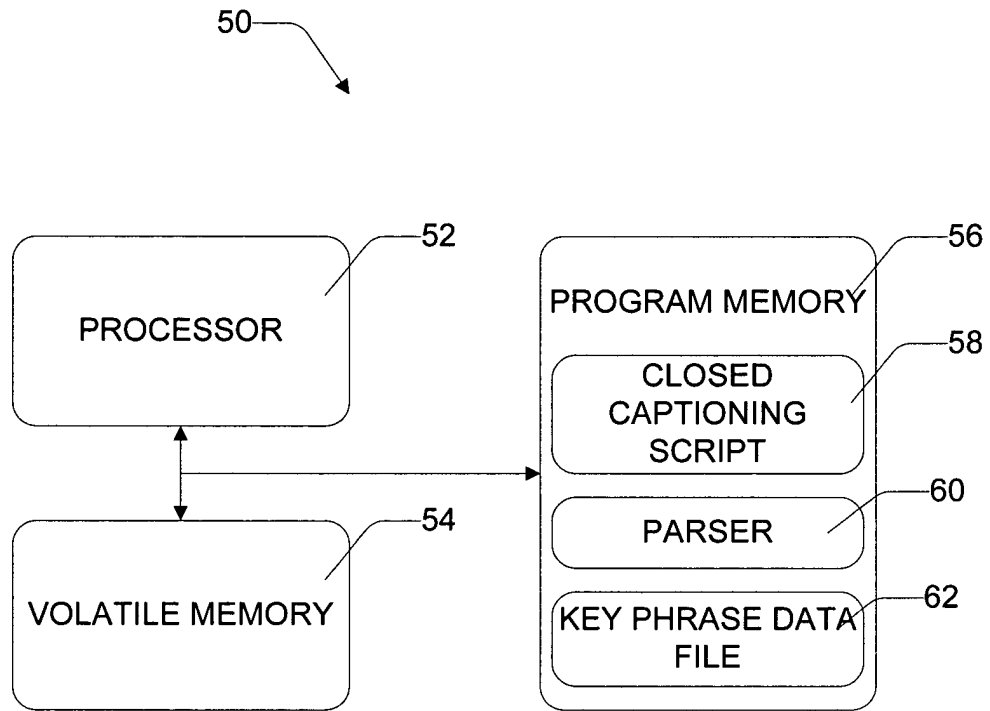 50
52
PROCESSOR
54
VOLATILE MEMORY
56
PROGRAM MEMORY
58
CLOSED
CAPTIONING
SCRIPT
60
PARSER
62
KEY PHRASE DATA
FILE